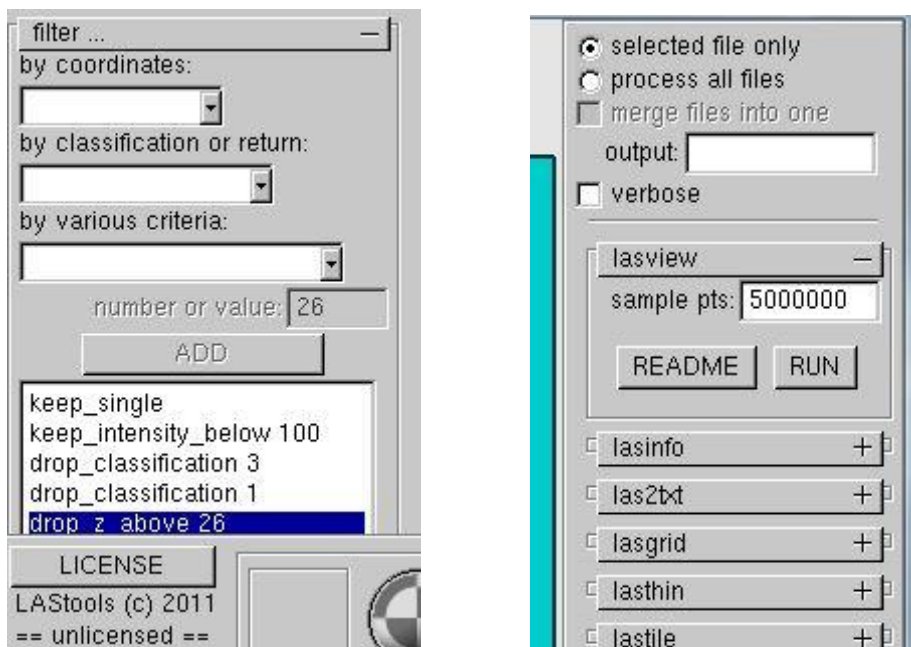 filter ...
by coordinates:
by classification or return:
by various criteria:
number or value: 26
ADD
keep_single
keep_intensity_below 100
drop_classification 3
drop_classification 1
drop_z_above 26
LICENSE
LAStools (c) 2011
== unlicensed ==
selected file only
process all files
merge files into one
output:
verbose
lasview
sample pts: 5000000
README RUN
lasinfo
las2txt
lasgrid
lasthin
lastile